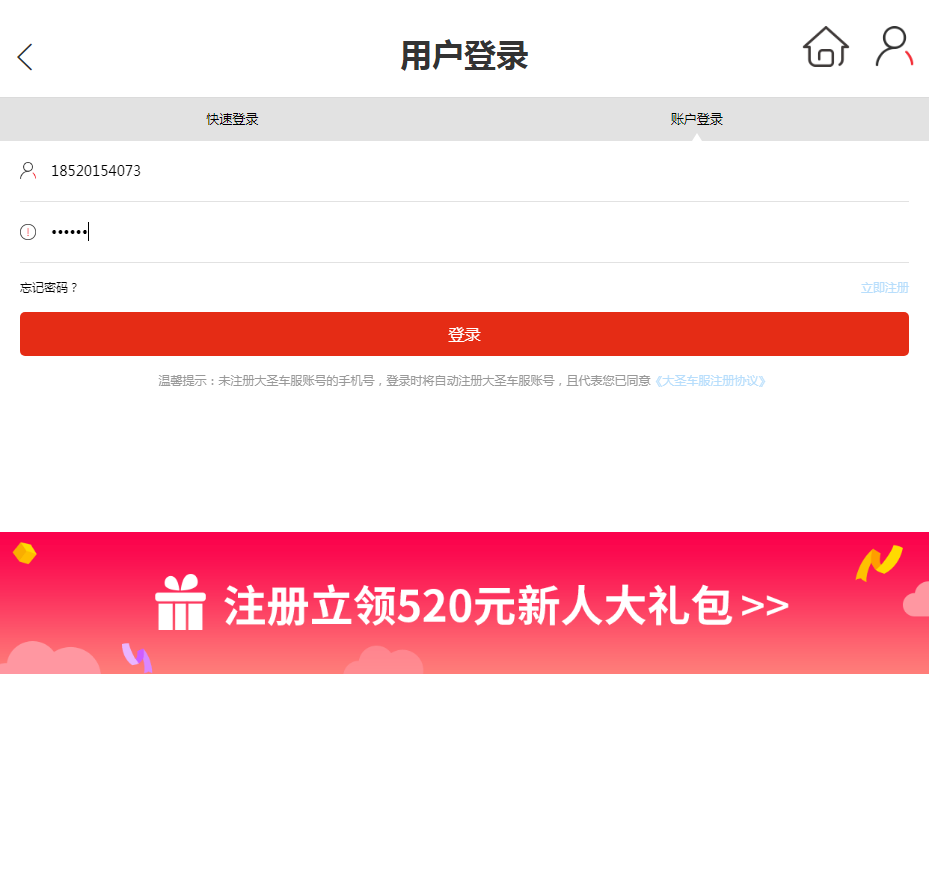 用户登录
快速登录 账户登录
18520154073
••••••
忘记密码？ 立即注册
登录
温馨提示：未注册大圣车服账号的手机号，登录时将自动注册大圣车服账号，且代表您已同意《大圣车服注册协议》
注册立领520元新人大礼包>>